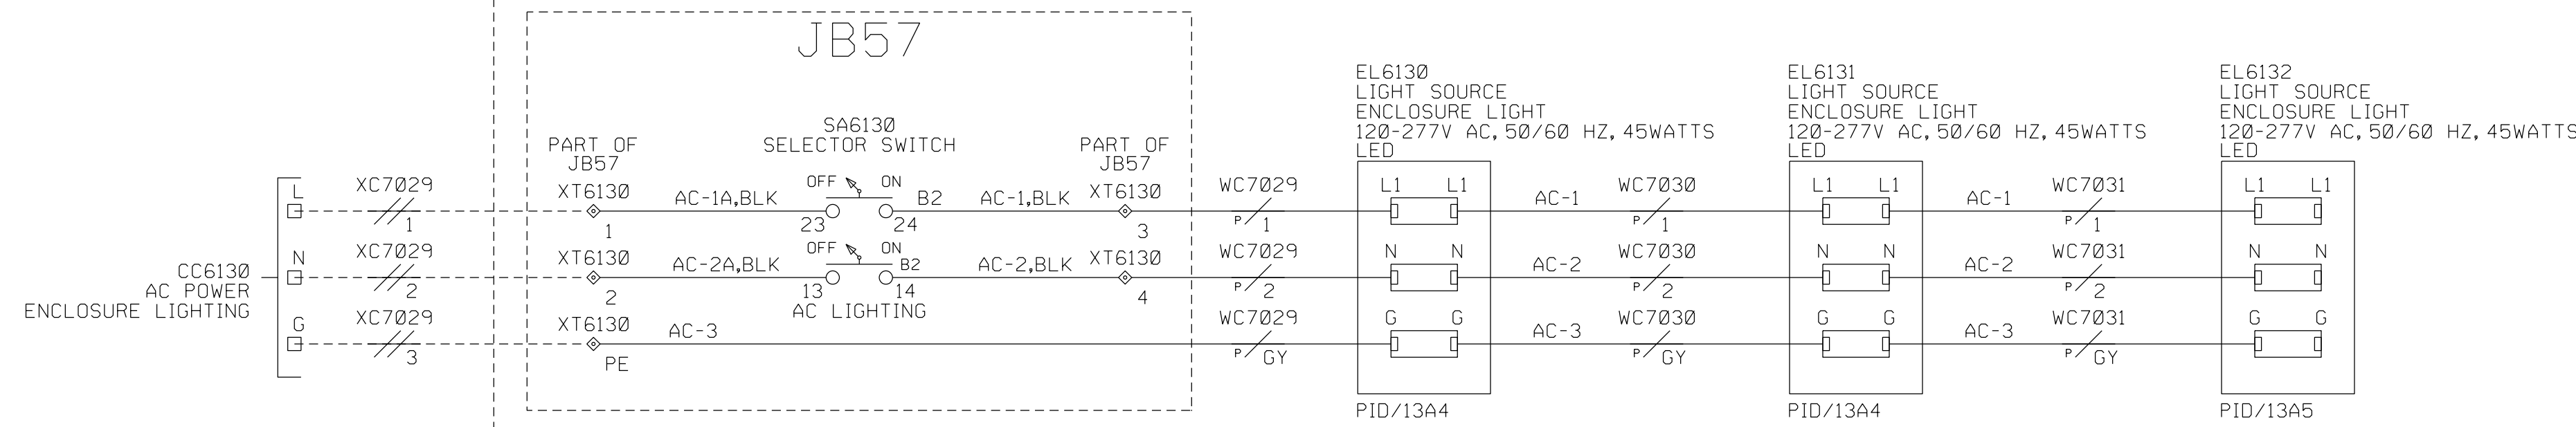 JB57
EL6130
LIGHT SOURCE
ENCLOSURE LIGHT
120-277V AC, 50/60 HZ, 45WATTS
LED
EL6131
LIGHT SOURCE
ENCLOSURE LIGHT
120-277V AC, 50/60 HZ, 45WATTS
LED
EL6132
LIGHT SOURCE
ENCLOSURE LIGHT
120-277V AC, 50/60 HZ, 45WATTS
LED
SA6130
SELECTOR SWITCH
PART OF
JB57
PART OF
JB57
L XC7029 1 XT6130 1 AC-1A,BLK OFF ON 23 24 B2 AC-1,BLK XT6130 3 WC7029 P 1 L1 L1 AC-1 WC7030 P 1 L1 L1 AC-1 WC7031 P 1 L1 L1
N XC7029 2 XT6130 2 AC-2A,BLK OFF ON 13 14 B2 AC-2,BLK XT6130 4 WC7029 P 2 N N AC-2 WC7030 P 2 N N AC-2 WC7031 P 2 N N
AC LIGHTING
CC6130
AC POWER
ENCLOSURE LIGHTING
G XC7029 3 XT6130 PE AC-3 WC7029 P GY G G AC-3 WC7030 P GY G G AC-3 WC7031 P GY G G
PID/13A4
PID/13A4
PID/13A5